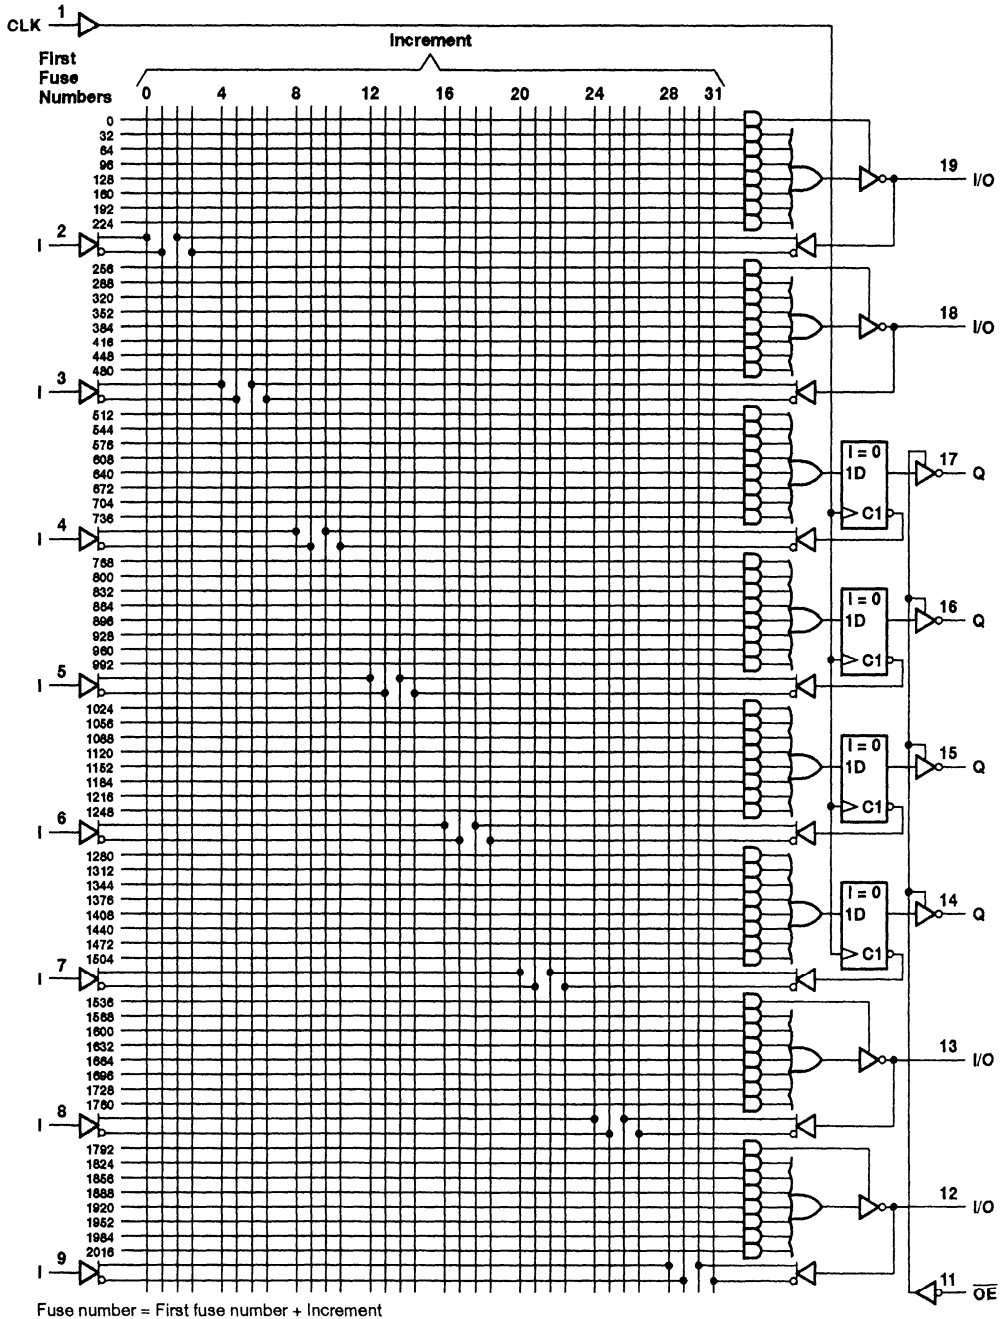 CLK 1
Increment
First
Fuse
Numbers
0 4 8 12 16 20 24 28 31
0
32
64
96
128
160
192
224
19 I/O
I 2
256
288
320
352
384
416
448
480
18 I/O
I 3
512
544
576
608
640
672
704
736
I = 0
1D
C1
17 Q
I 4
768
800
832
864
896
928
960
992
I = 0
1D
C1
16 Q
I 5
1024
1056
1088
1120
1152
1184
1216
1248
I = 0
1D
C1
15 Q
I 6
1280
1312
1344
1376
1408
1440
1472
1504
I = 0
1D
C1
14 Q
I 7
1536
1568
1600
1632
1664
1696
1728
1760
13 I/O
I 8
1792
1824
1856
1888
1920
1952
1984
2016
12 I/O
I 9
11 OE
Fuse number = First fuse number + Increment